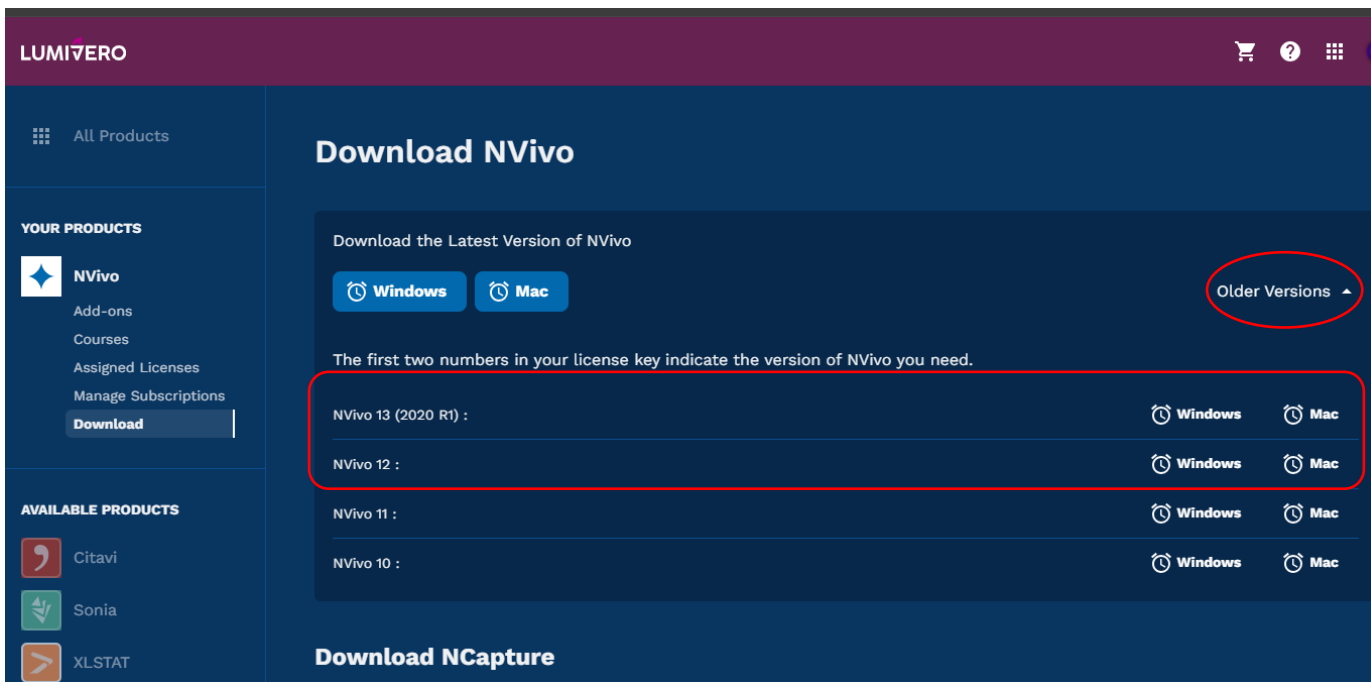 LUMIVERO
All Products
YOUR PRODUCTS
NVivo
Add-ons
Courses
Assigned Licenses
Manage Subscriptions
Download
AVAILABLE PRODUCTS
Citavi
Sonia
XLSTAT
Download NVivo
Download the Latest Version of NVivo
Windows Mac
Older Versions
The first two numbers in your license key indicate the version of NVivo you need.
NVivo 13 (2020 R1) : Windows Mac
NVivo 12 : Windows Mac
NVivo 11 : Windows Mac
NVivo 10 : Windows Mac
Download NCapture